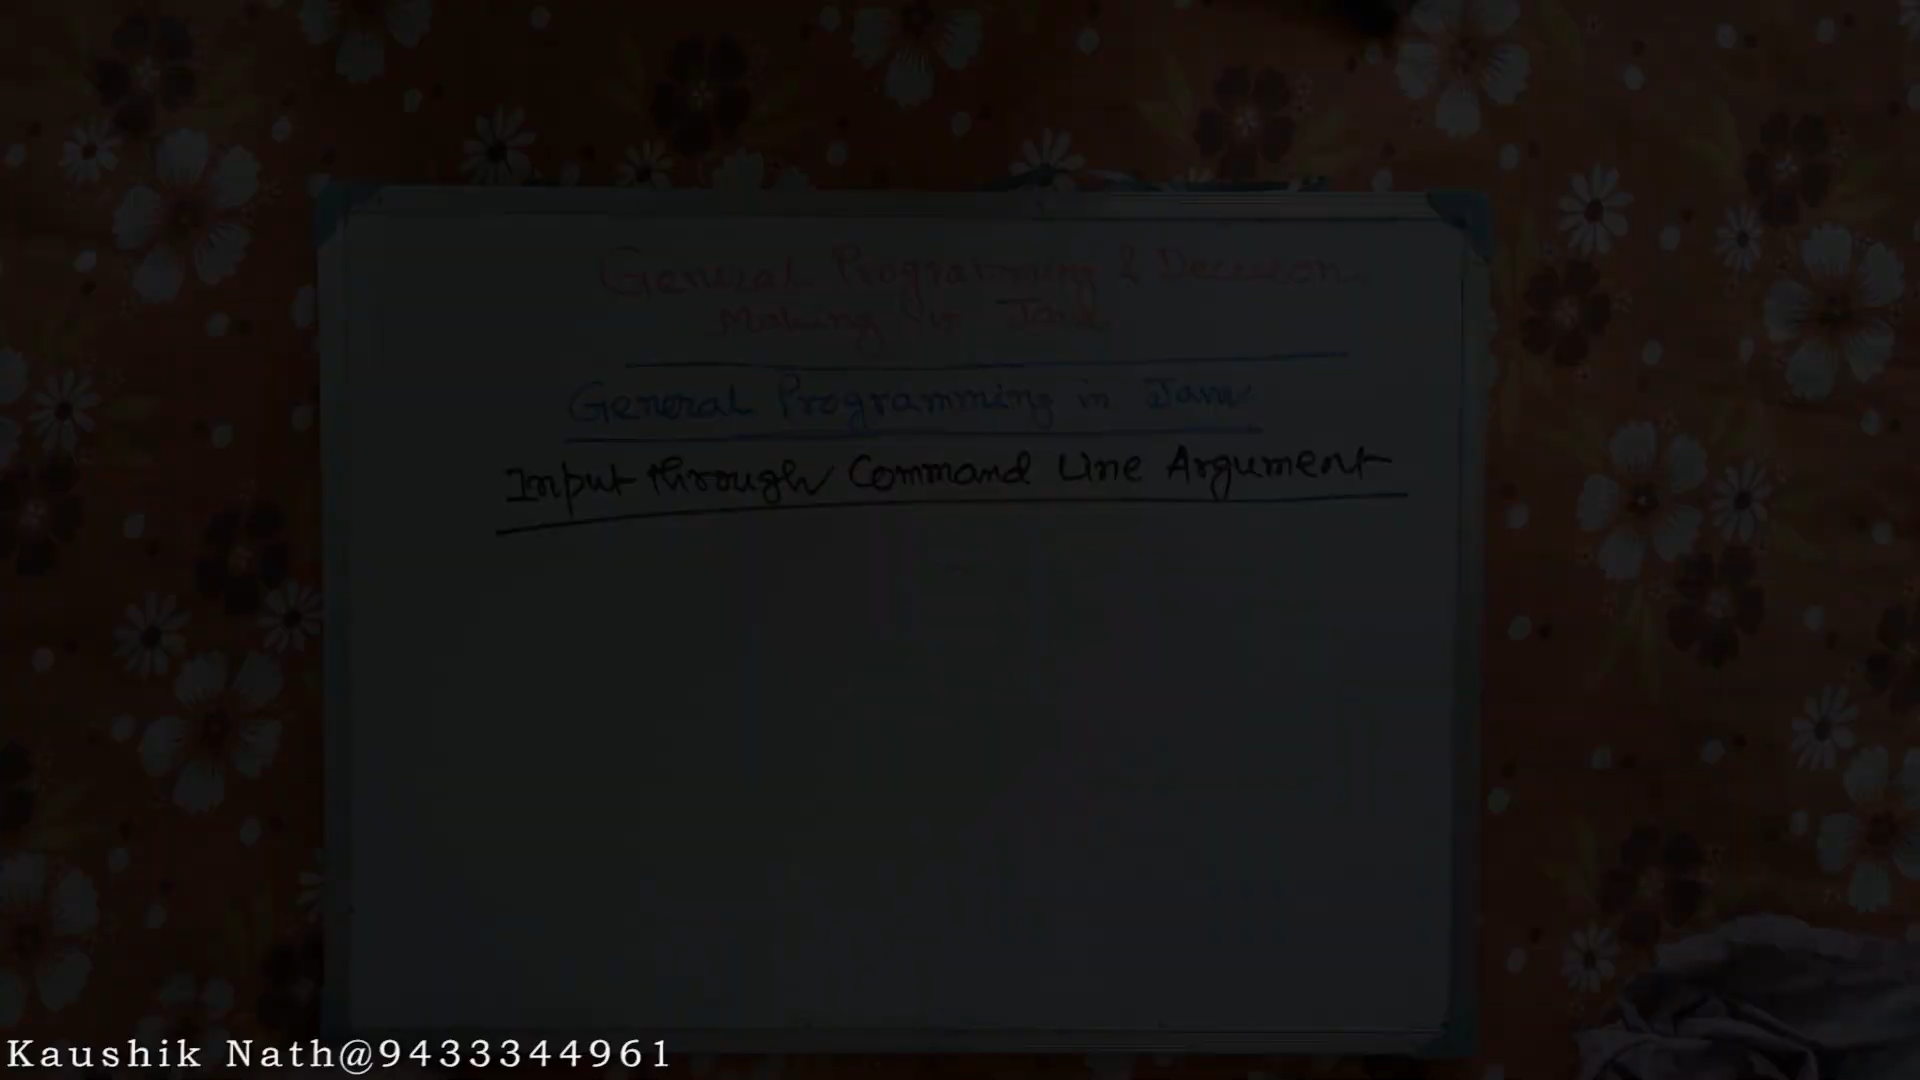 General Programming & Decision
Making in Java
General Programming in Java
Input through Command Line Argument
Kaushik Nath@9433344961